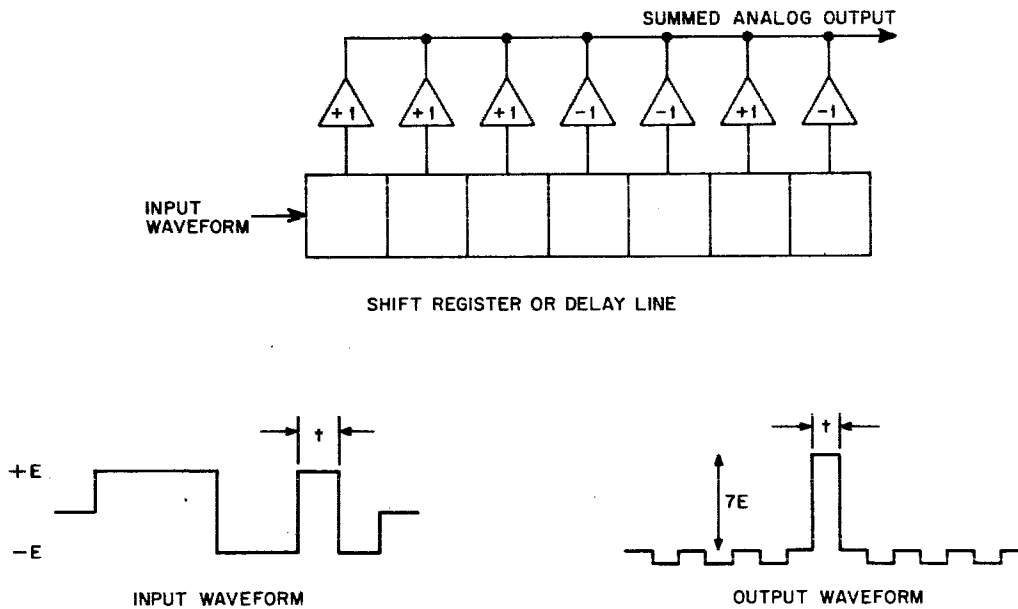 SUMMED ANALOG OUTPUT
+1 +1 +1 -1 -1 +1 -1
INPUT
WAVEFORM
SHIFT REGISTER OR DELAY LINE
t
+E
-E
INPUT WAVEFORM
t
7E
OUTPUT WAVEFORM